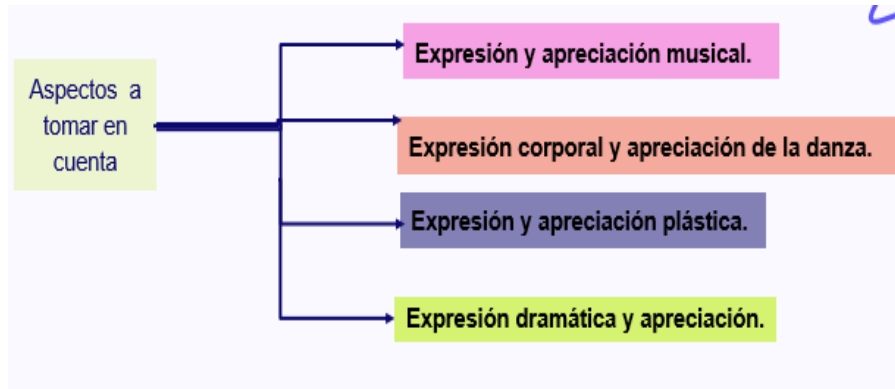 Aspectos a
tomar en
cuenta
Expresión y apreciación musical.
Expresión corporal y apreciación de la danza.
Expresión y apreciación plástica.
Expresión dramática y apreciación.